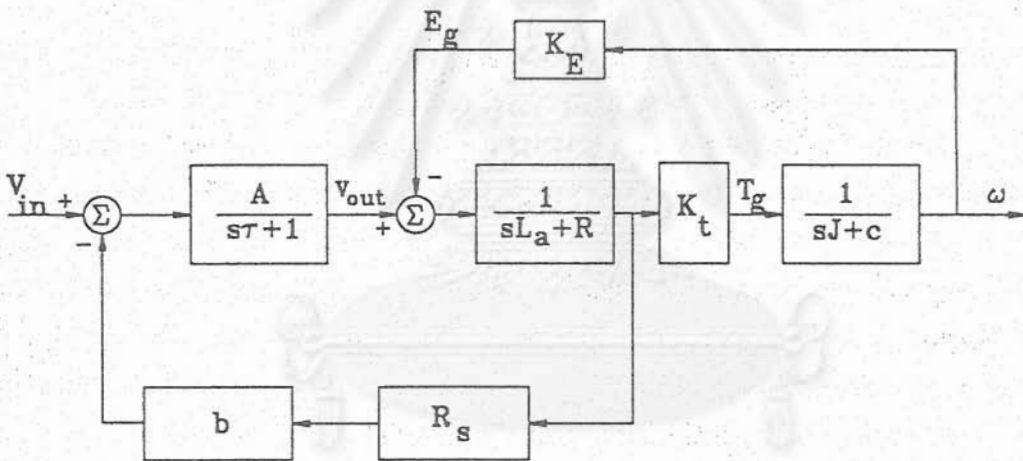 E_g
K_E
V_in
+
Σ
-
A
sτ+1
v_out
-
+
Σ
1
sL_a+R
K_t
T_g
1
sJ+c
ω
b
R_s